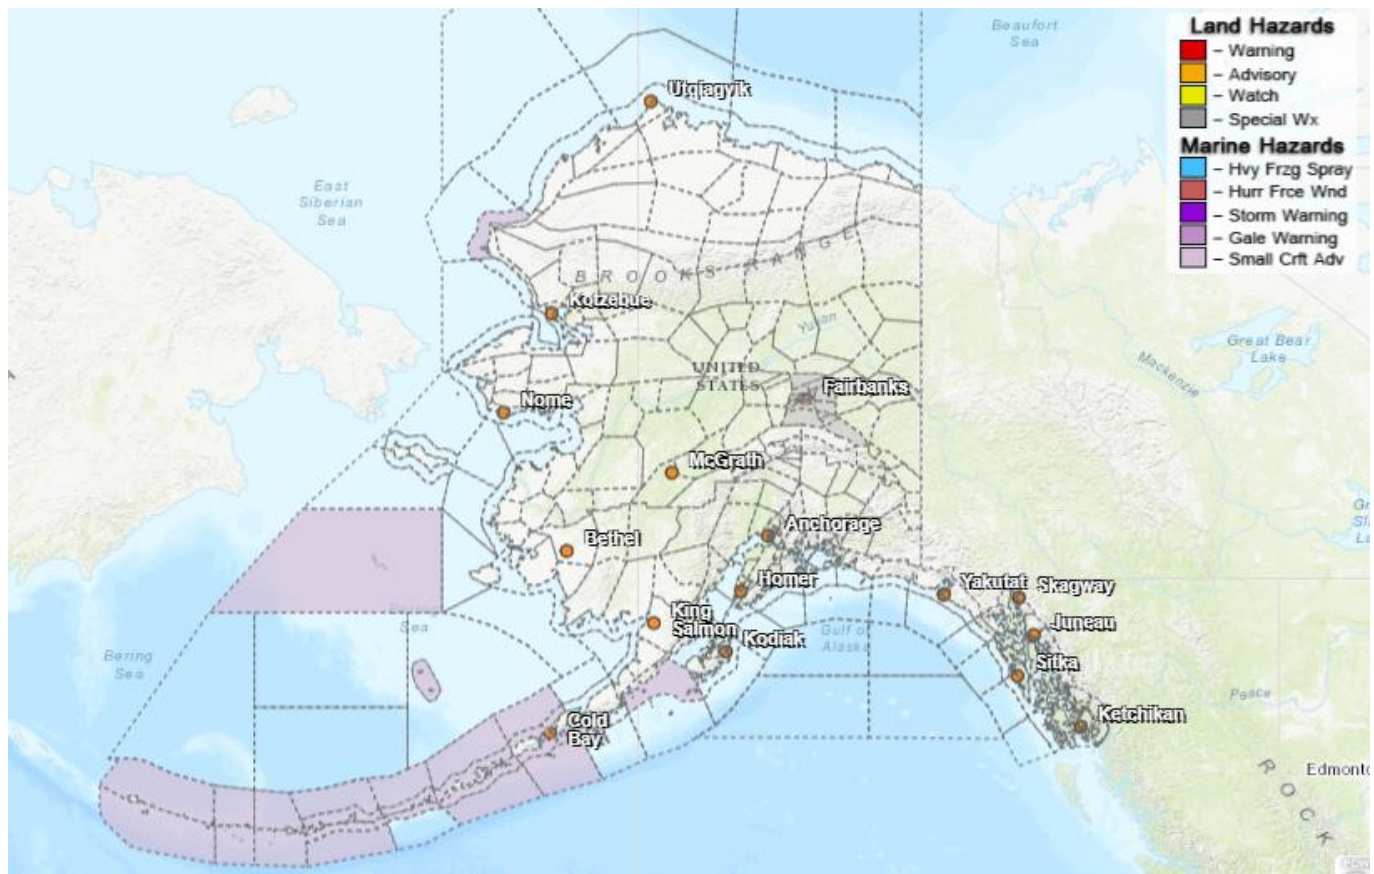 Beaufort
Sea
Land Hazards
– Warning
– Advisory
– Watch
– Special Wx
Marine Hazards
– Hvy Frzg Spray
– Hurr Frce Wnd
– Storm Warning
– Gale Warning
– Small Crft Adv
Utqiagvik
East
Siberian
Sea
BROOKS RANGE
Kotzebue
Yukon
Great Bear
Lake
Mackenzie
UNITED
STATES
Fairbanks
Nome
McGrath
Anchorage
Bethel
Homer
Yakutat
Skagway
King
Salmon
Kodiak
Juneau
Gulf of
Alaska
Sea
Bering
Sea
Sitka
Peace
Ketchikan
Cold
Bay
Edmont
ROCK